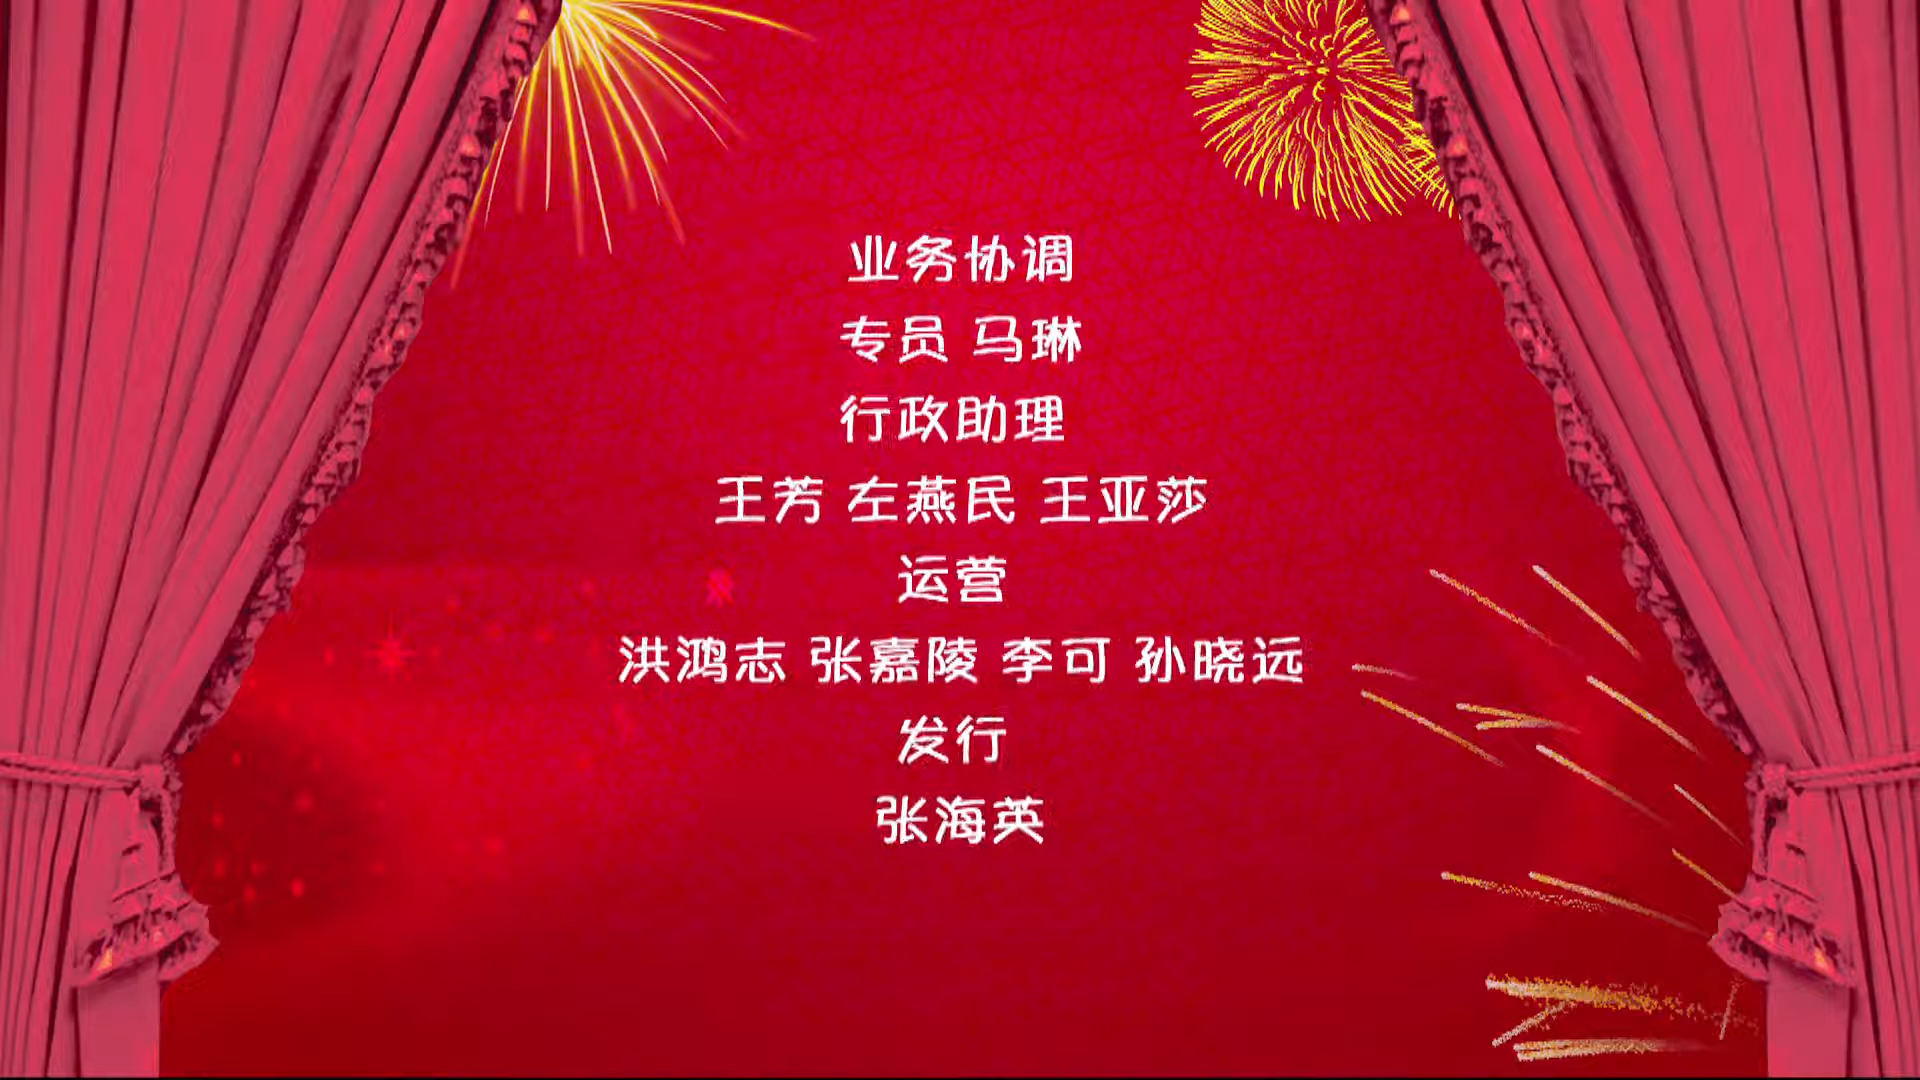 业务协调
专员 马琳
行政助理
王芳 左燕民 王亚莎
运营
洪鸿志 张嘉陵 李可 孙晓远
发行
张海英